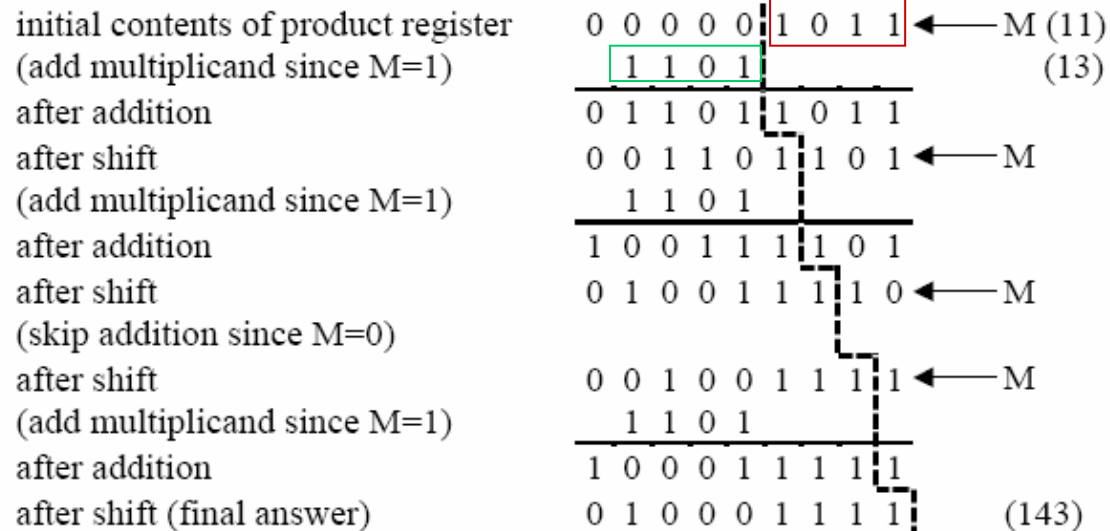 initial contents of product register 0 0 0 0 0 1 0 1 1 M (11)
(add multiplicand since M=1) 1 1 0 1 (13)
after addition 0 1 1 0 1 1 0 1 1
after shift 0 0 1 1 0 1 1 0 1 M
(add multiplicand since M=1) 1 1 0 1
after addition 1 0 0 1 1 1 1 0 1
after shift 0 1 0 0 1 1 1 1 0 M
(skip addition since M=0)
after shift 0 0 1 0 0 1 1 1 1 M
(add multiplicand since M=1) 1 1 0 1
after addition 1 0 0 0 1 1 1 1 1
after shift (final answer) 0 1 0 0 0 1 1 1 1 (143)